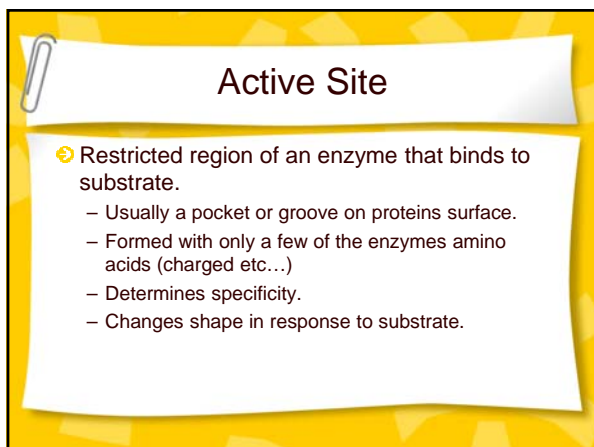 Active Site
Restricted region of an enzyme that binds to
substrate.
– Usually a pocket or groove on proteins surface.
– Formed with only a few of the enzymes amino
acids (charged etc…)
– Determines specificity.
– Changes shape in response to substrate.